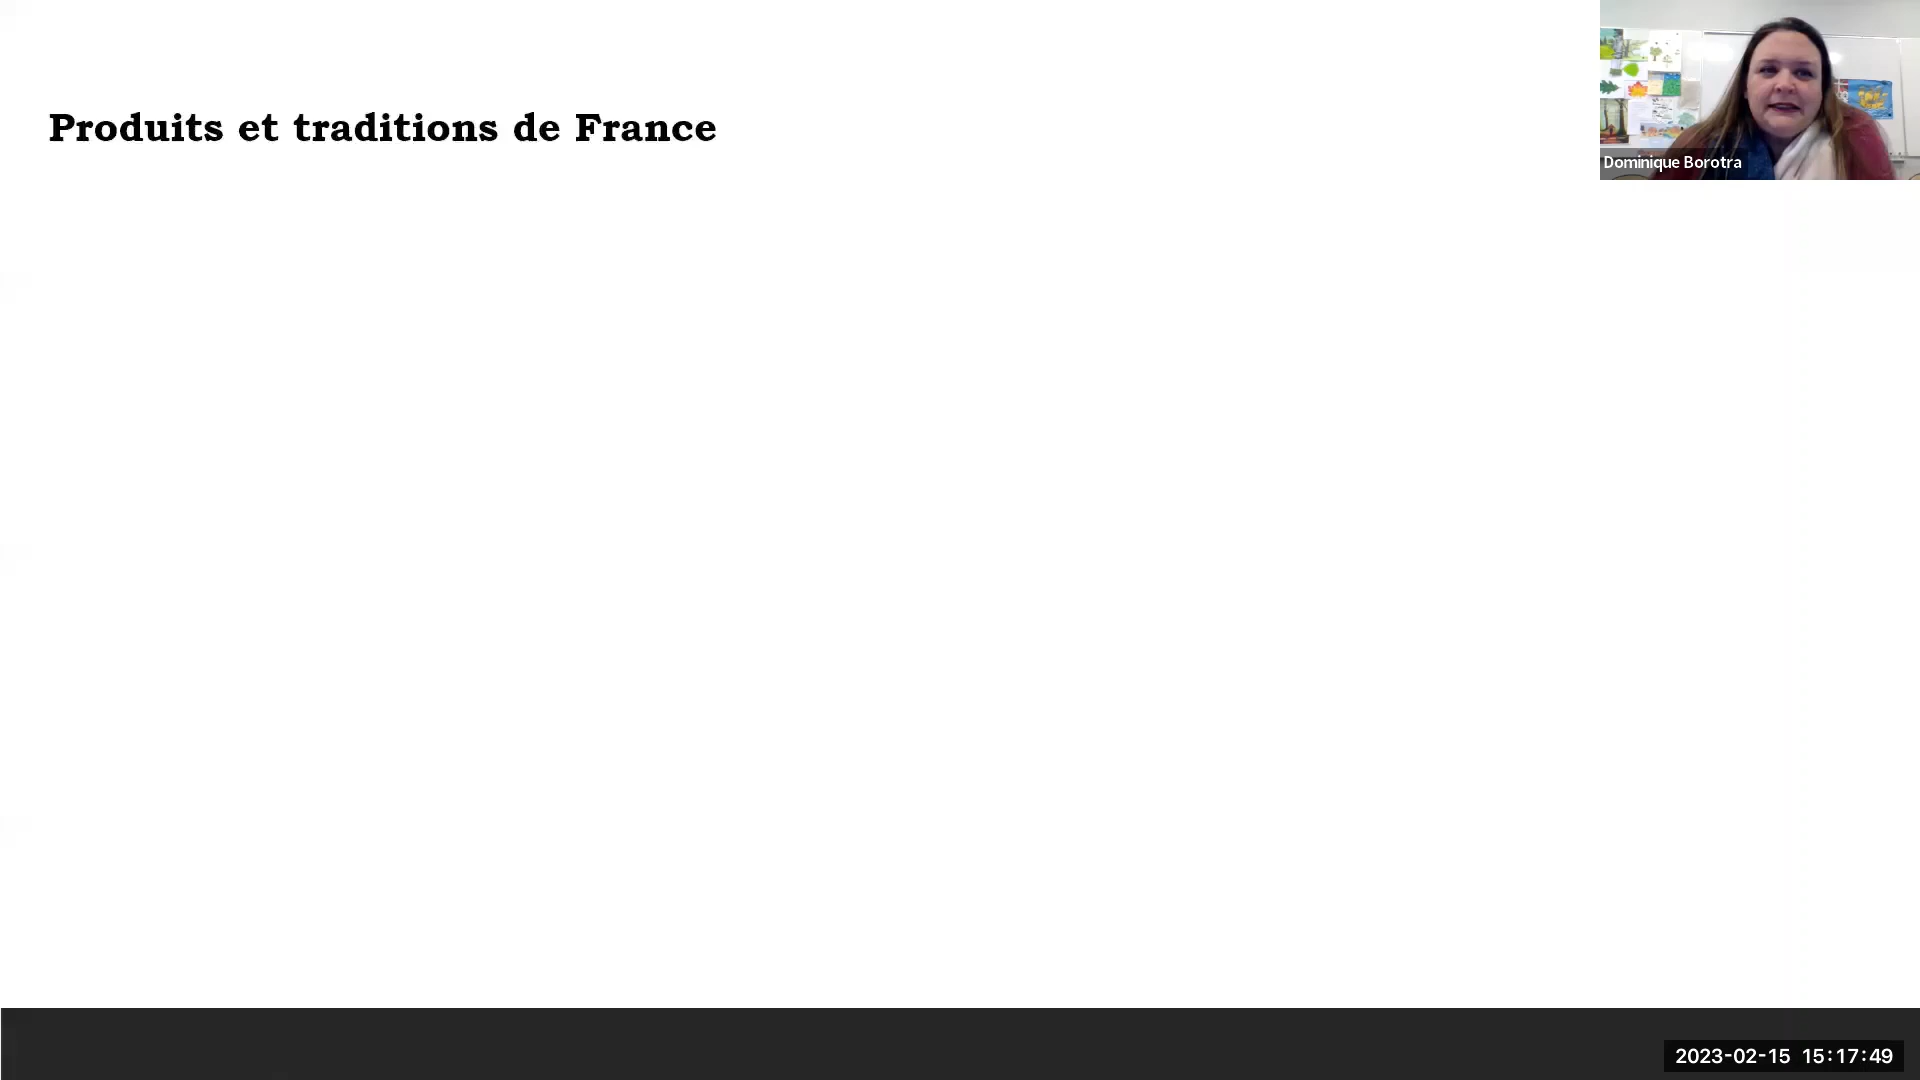 Produits et traditions de France
Dominique Borotra
2023-02-15 15:17:49